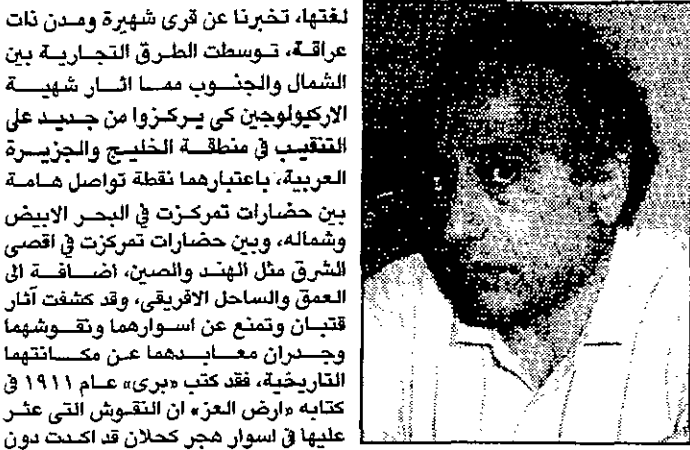 لغتها، تخبرنا عن قرى شهيرة ومدن ذات
عراقة، توسطت الطرق التجارية بين
الشمال والجنوب مما اثار شهية
الاركيولوجين كى يركزوا من جديد على
التنقيب في منطقة الخليج والجزيرة
العربية، باعتبارهما نقطة تواصل هامة
بين حضارات تمركزت في البحر الابيض
وشماله، وبين حضارات تمركزت في اقصى
الشرق مثل الهند والصين، اضافة الى
العمق والساحل الافريقى، وقد كشفت آثار
قتبان وتمنع عن اسوارهما ونقوشهما
وجدران معابدهما عن مكانتهما
التاريخية، فقد كتب «برى» عام ١٩١١ في
كتابه «ارض العز» ان النقوش التى عثر
عليها في اسوار هجر كحلان قد اكدت دون